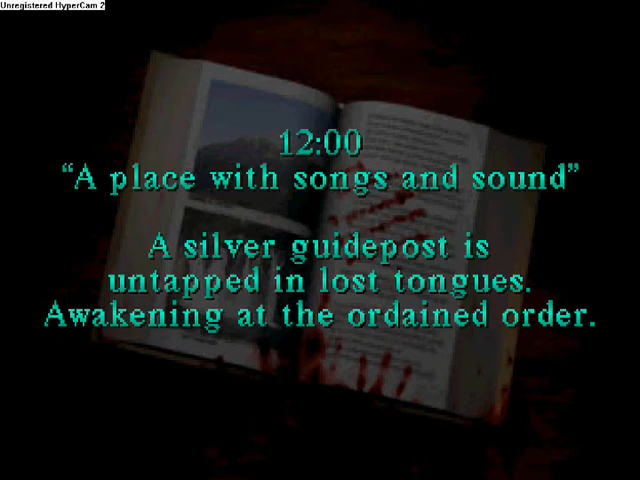 Unregistered HyperCam 2
12:00
“A place with songs and sound”
A silver guidepost is
untapped in lost tongues.
Awakening at the ordained order.